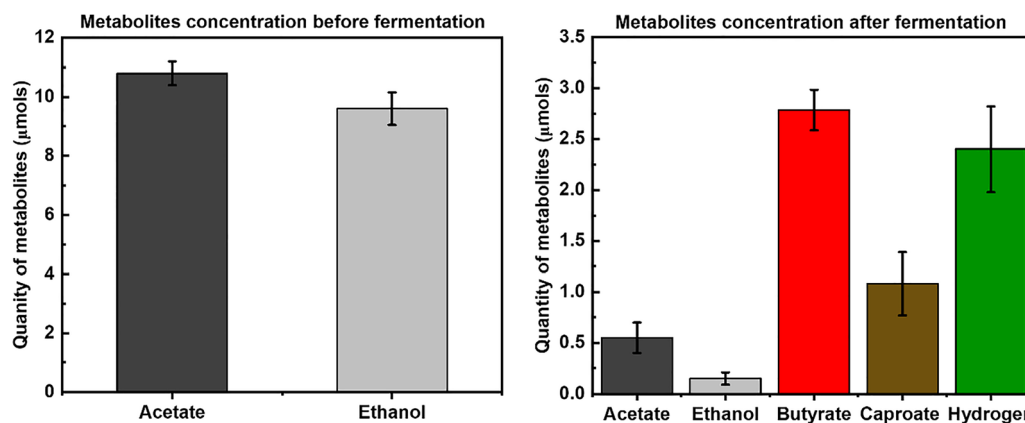 Metabolites concentration before fermentation
Quanity of metabolites (µmols)
12
10
8
6
4
2
0
Acetate Ethanol
Metabolites concentration after fermentation
Quantity of metabolites (µmols)
3.5
3.0
2.5
2.0
1.5
1.0
0.5
0.0
Acetate Ethanol Butyrate Caproate Hydrogen